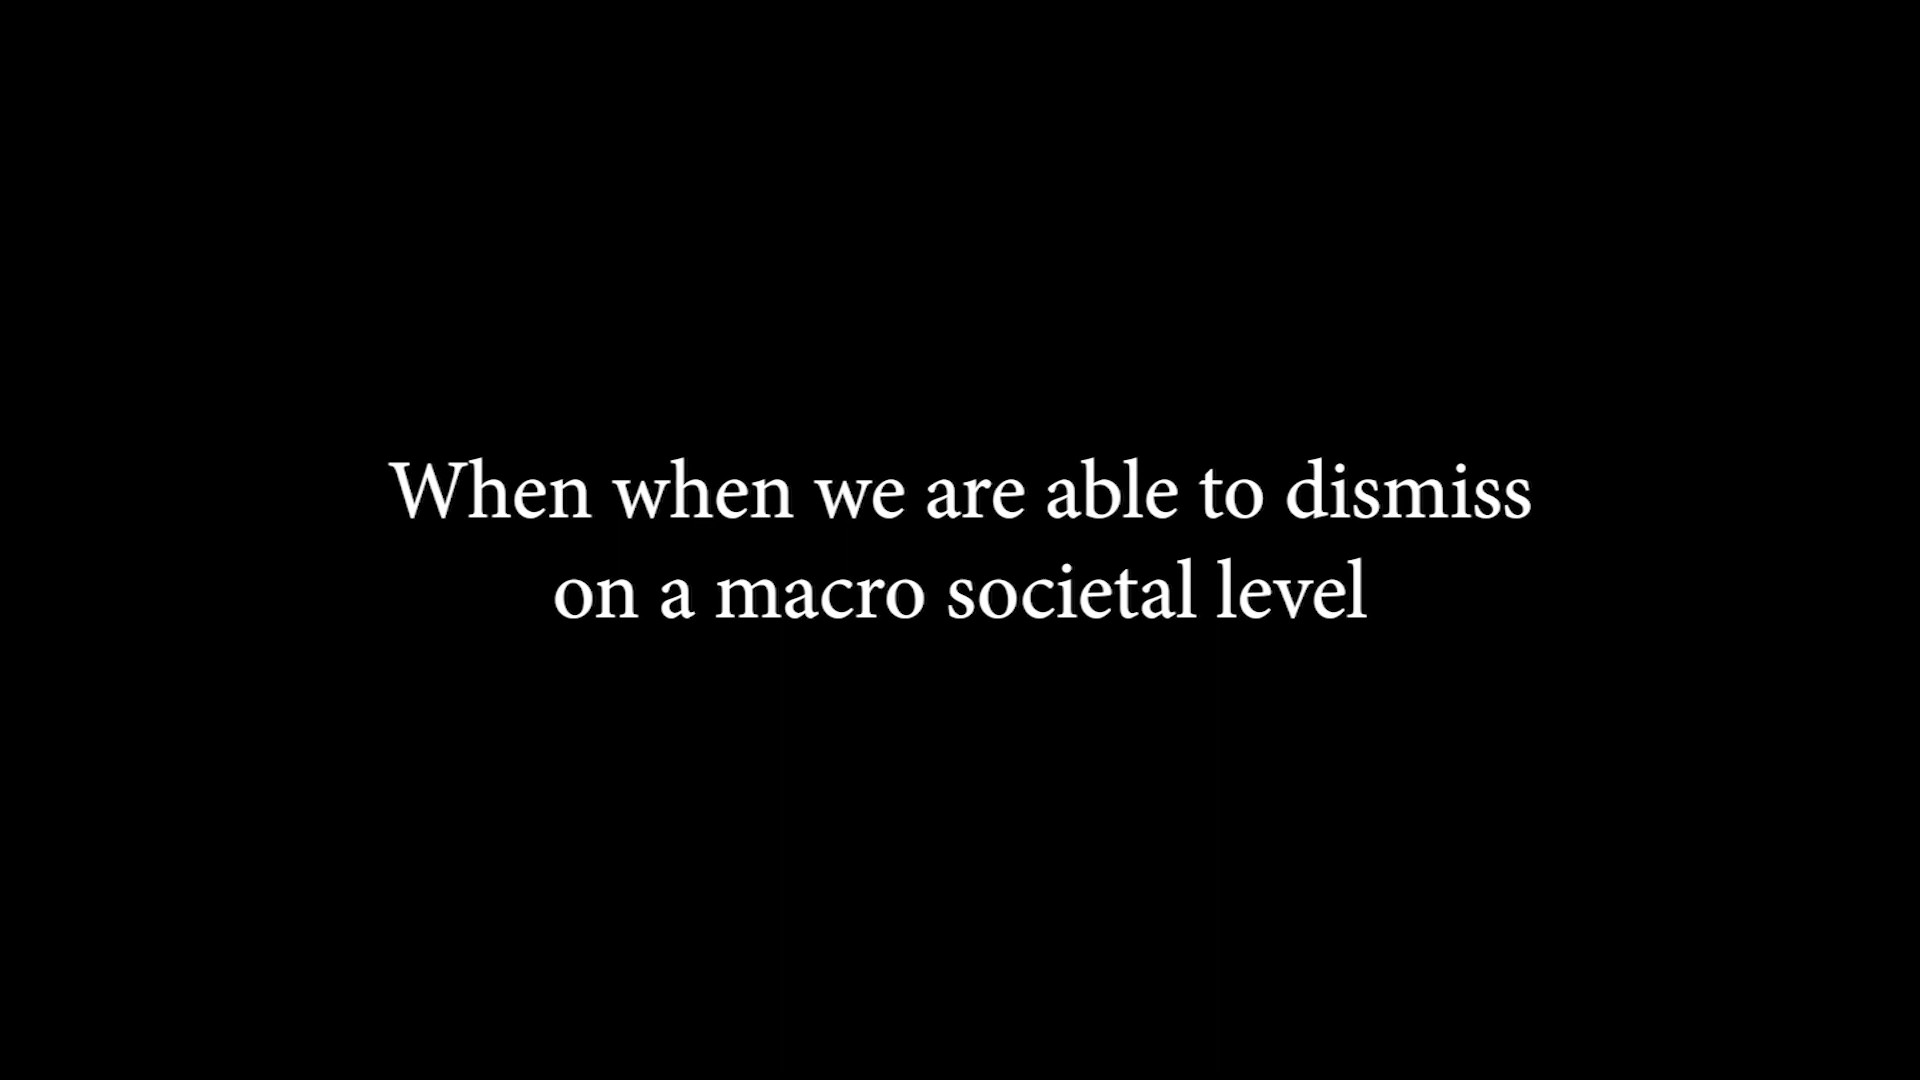 When when we are able to dismiss
on a macro societal level